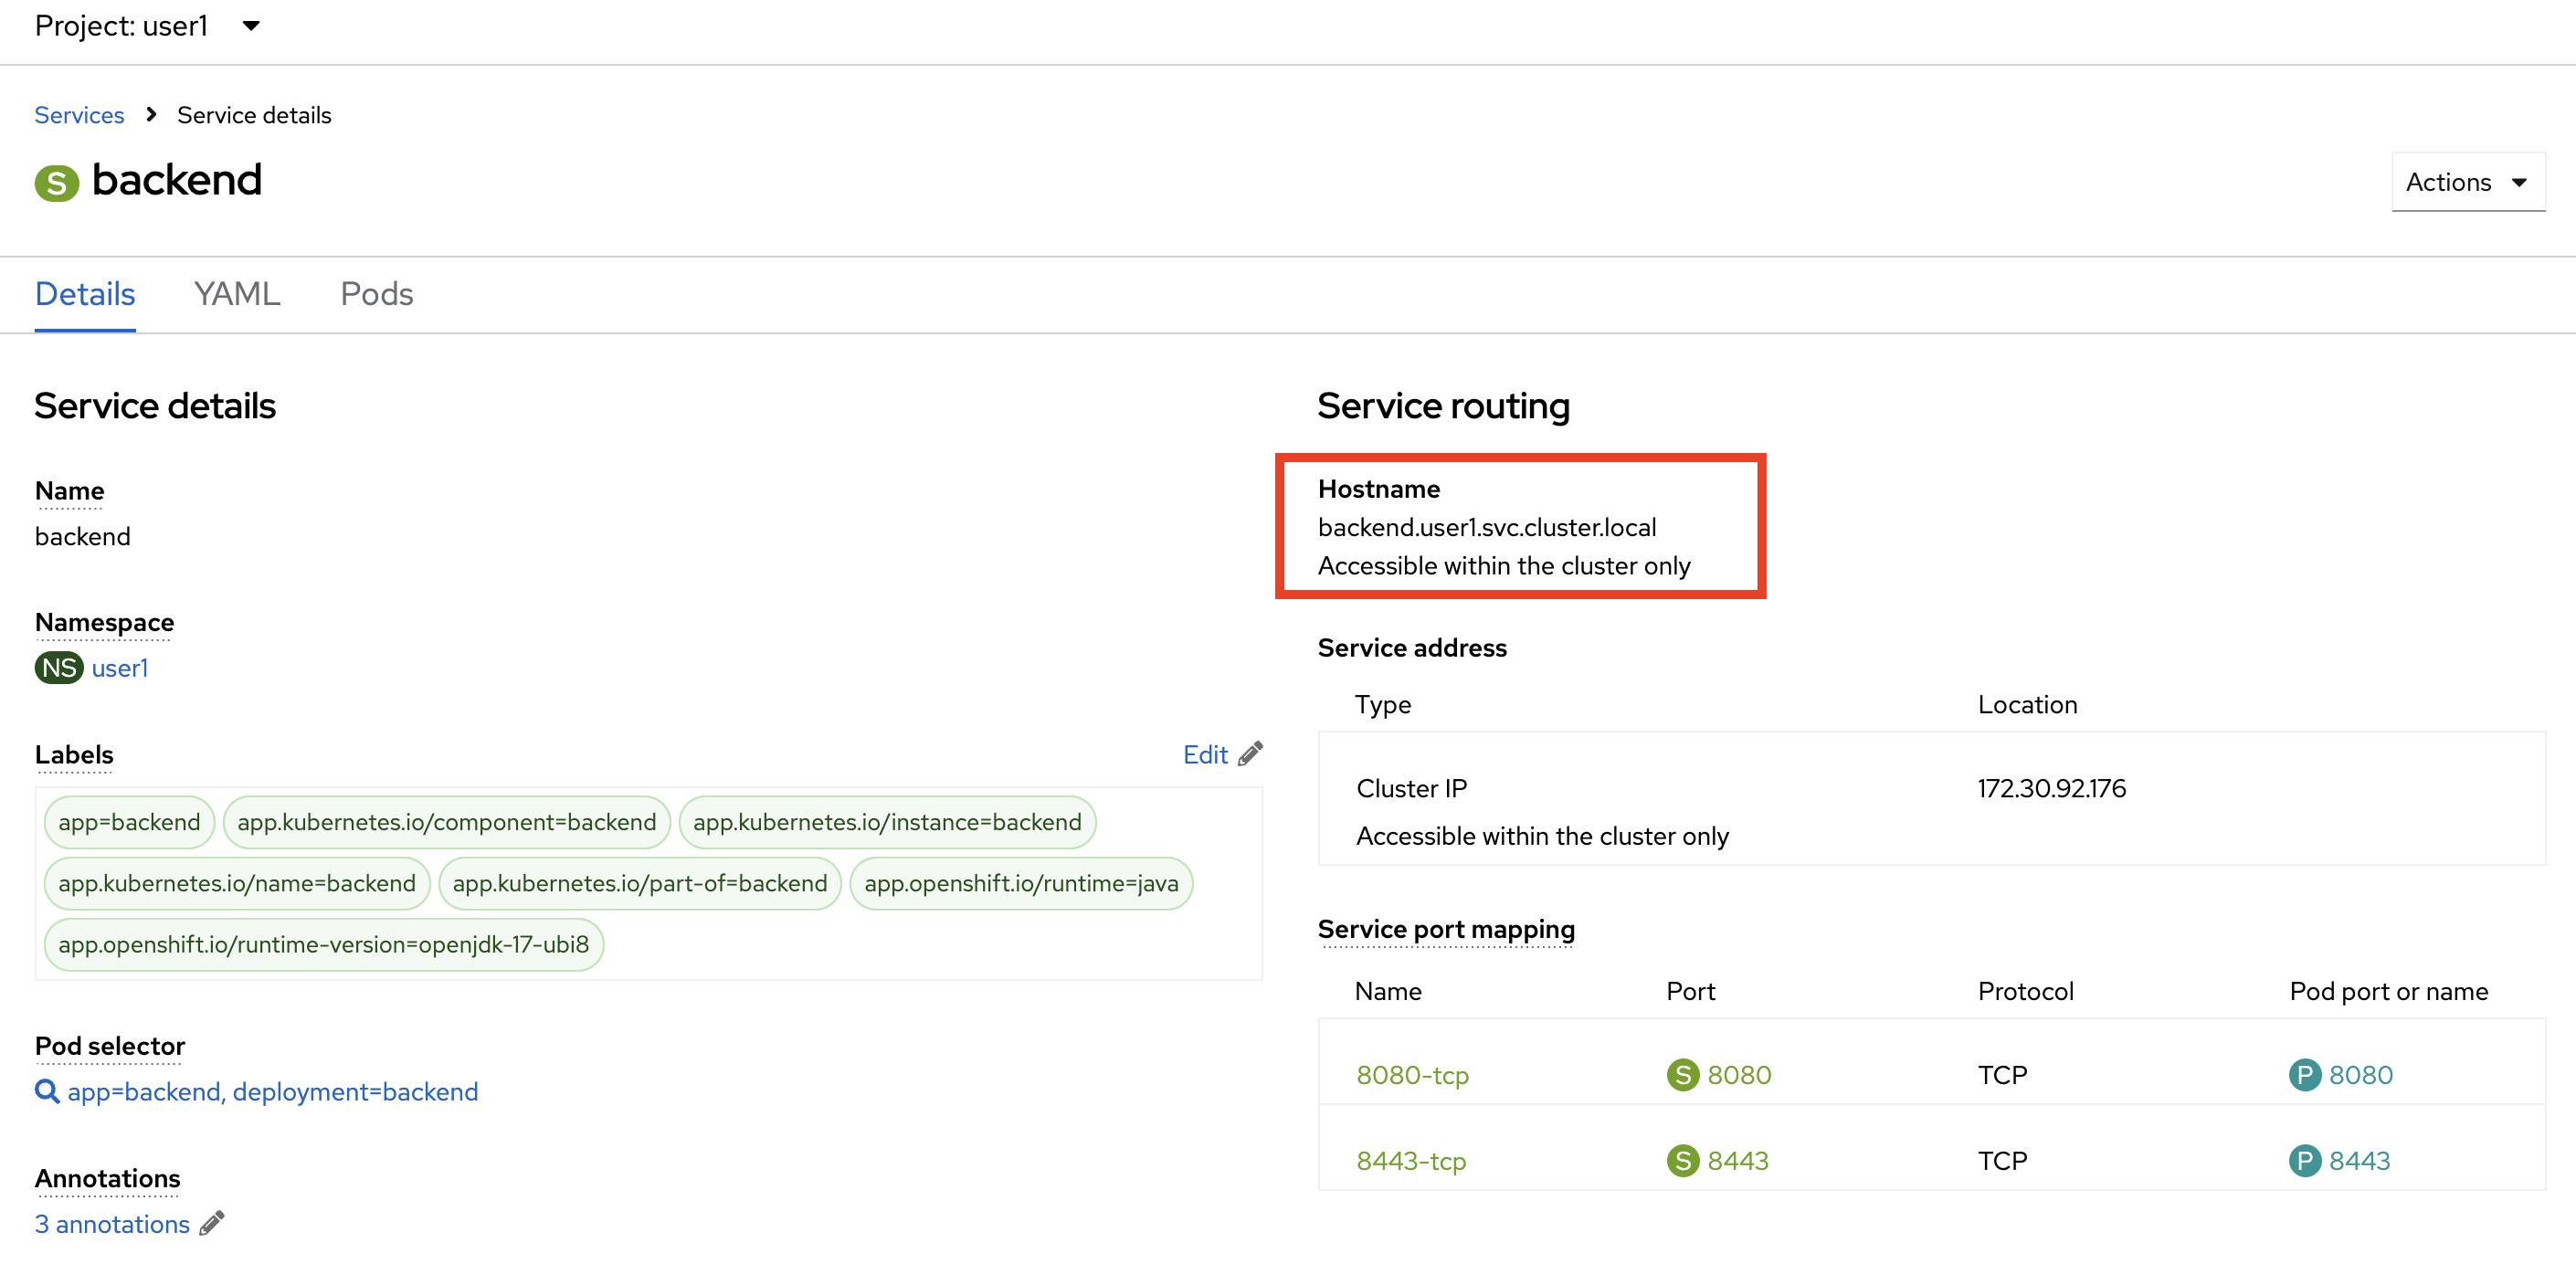 Project: user1
Services > Service details
S backend
Actions
Details YAML Pods
Service details
Name
backend
Namespace
NS user1
Labels
Edit
app=backend app.kubernetes.io/component=backend app.kubernetes.io/instance=backend
app.kubernetes.io/name=backend app.kubernetes.io/part-of=backend app.openshift.io/runtime=java
app.openshift.io/runtime-version=openjdk-17-ubi8
Pod selector
app=backend, deployment=backend
Annotations
3 annotations
Service routing
Hostname
backend.user1.svc.cluster.local
Accessible within the cluster only
Service address
Type Location
Cluster IP 172.30.92.176
Accessible within the cluster only
Service port mapping
Name Port Protocol Pod port or name
8080-tcp S 8080 TCP P 8080
8443-tcp S 8443 TCP P 8443